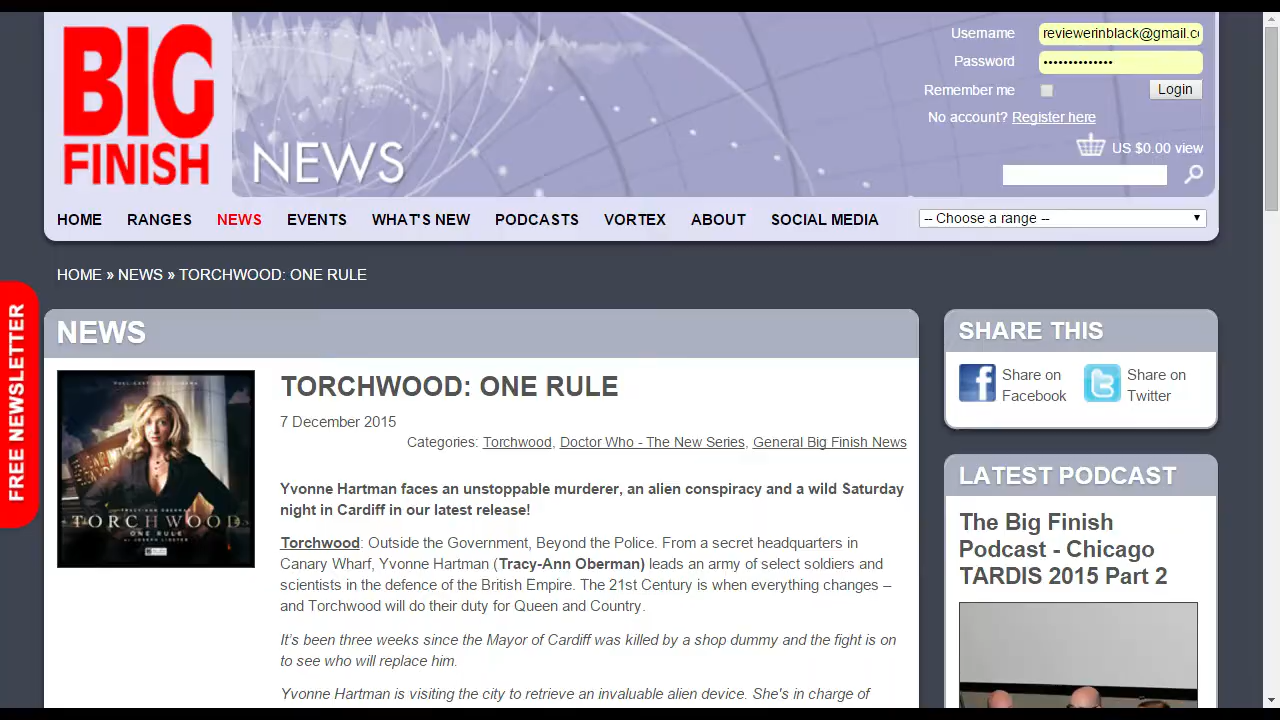 BIG
FINISH
NEWS
Username
reviewerinblack@gmail.c
Password
••••••••••••••
Remember me
Login
No account? Register here
US $0.00 view
HOME RANGES NEWS EVENTS WHAT'S NEW PODCASTS VORTEX ABOUT SOCIAL MEDIA
-- Choose a range --
HOME » NEWS » TORCHWOOD: ONE RULE
FREE NEWSLETTER
NEWS
TRACY-ANN OBERMAN
TORCHWOOD
ONE RULE
BY JOSEPH LIDSTER
TORCHWOOD: ONE RULE
7 December 2015
Categories: Torchwood, Doctor Who - The New Series, General Big Finish News
Yvonne Hartman faces an unstoppable murderer, an alien conspiracy and a wild Saturday
night in Cardiff in our latest release!
Torchwood: Outside the Government, Beyond the Police. From a secret headquarters in
Canary Wharf, Yvonne Hartman (Tracy-Ann Oberman) leads an army of select soldiers and
scientists in the defence of the British Empire. The 21st Century is when everything changes –
and Torchwood will do their duty for Queen and Country.
It's been three weeks since the Mayor of Cardiff was killed by a shop dummy and the fight is on
to see who will replace him.
Yvonne Hartman is visiting the city to retrieve an invaluable alien device. She's in charge of
SHARE THIS
Share on
Facebook
Share on
Twitter
LATEST PODCAST
The Big Finish
Podcast - Chicago
TARDIS 2015 Part 2